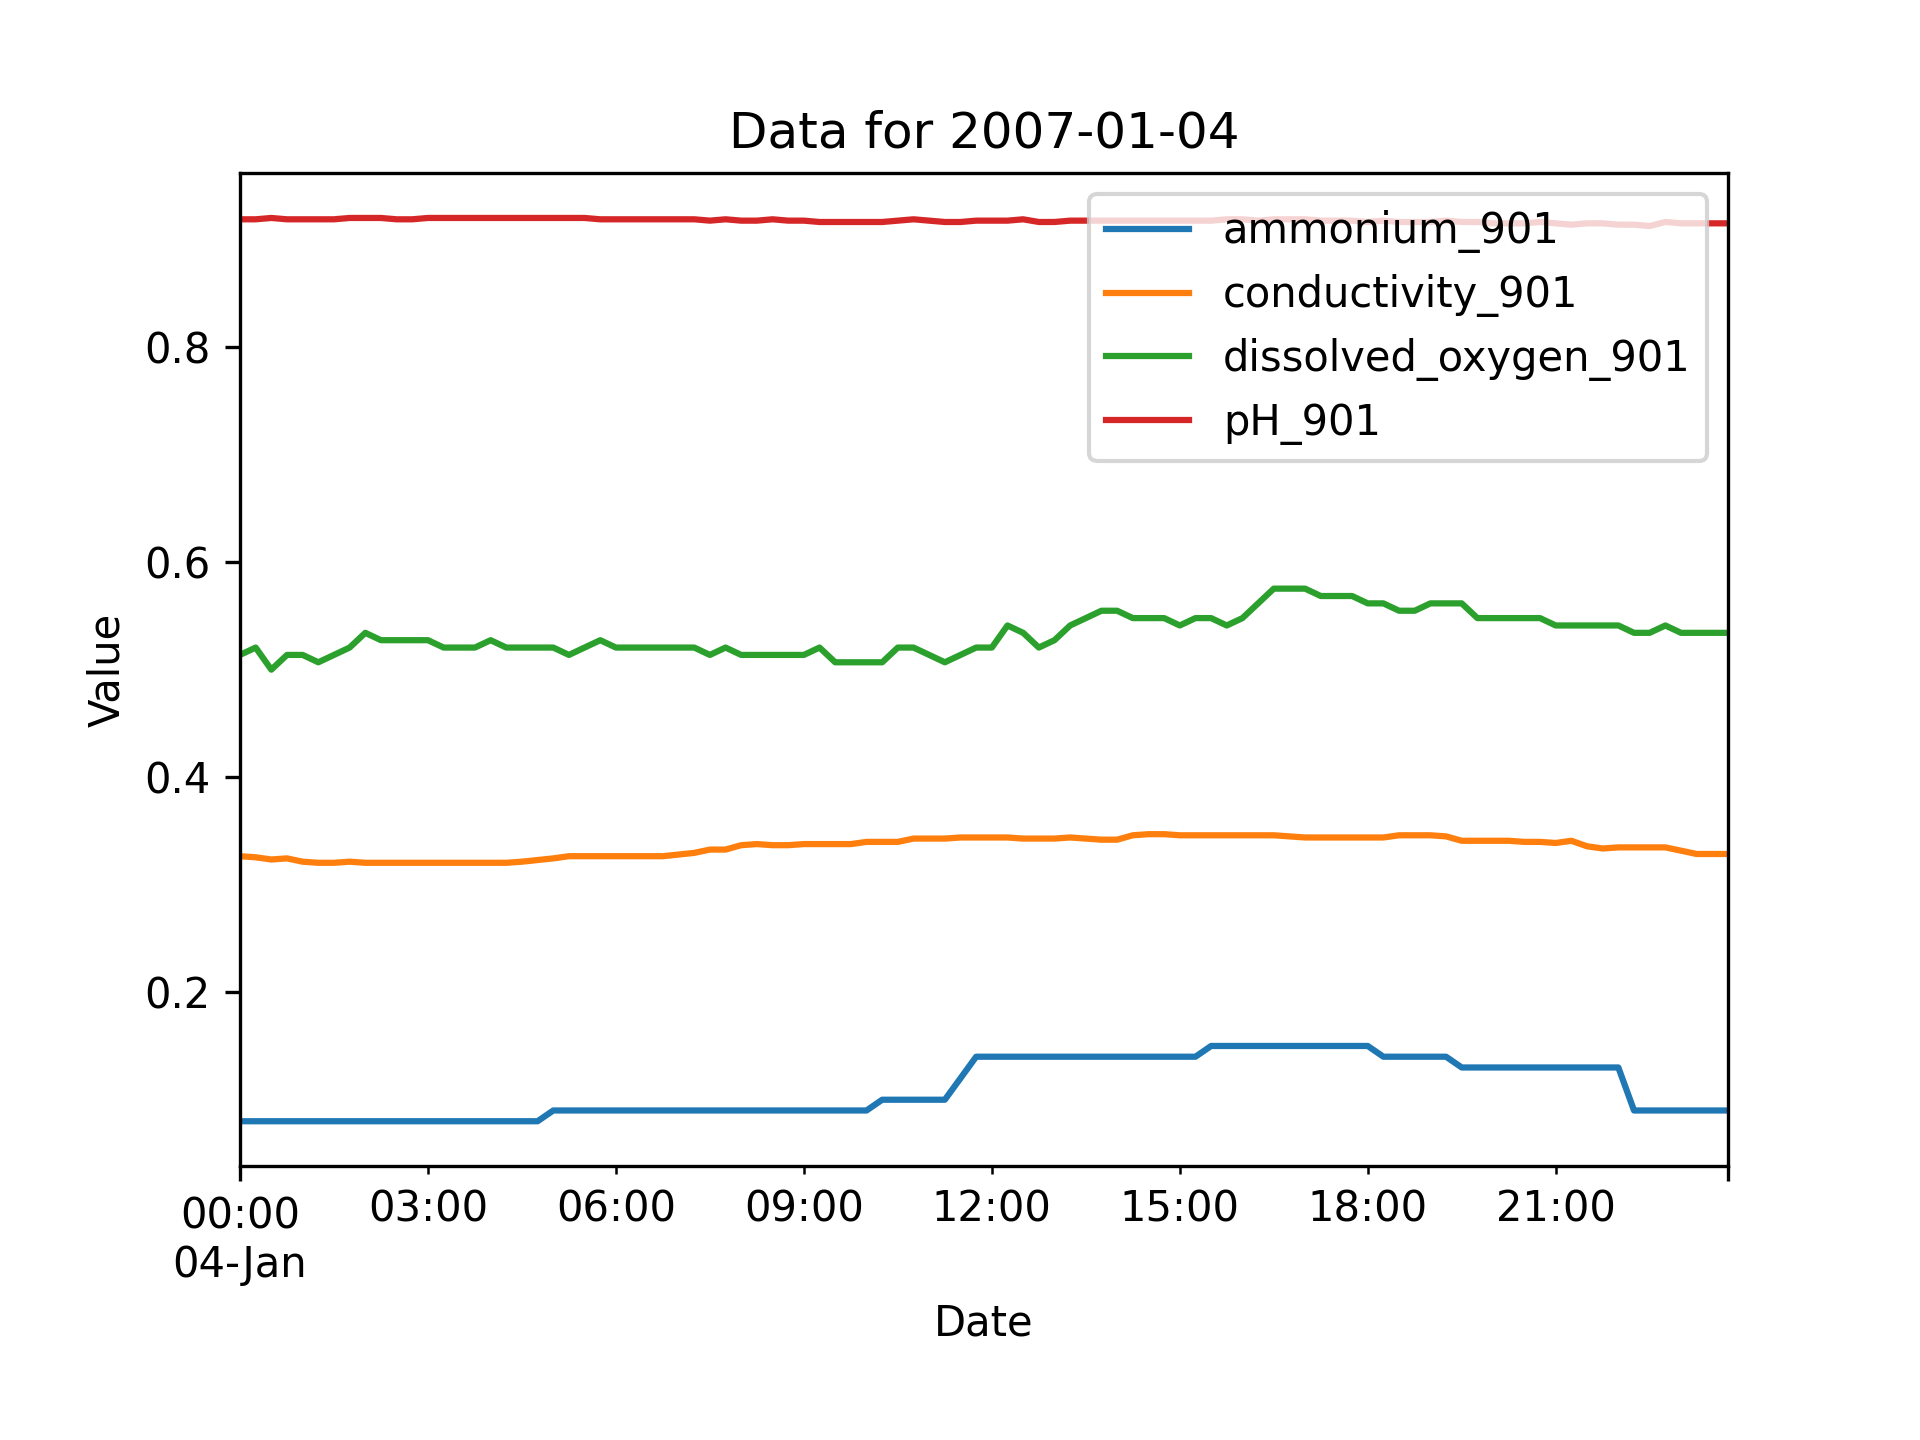 Data for 2007-01-04
ammonium_901
conductivity_901
dissolved_oxygen_901
pH_901
0.8
0.6
0.4
0.2
Value
00:00 03:00 06:00 09:00 12:00 15:00 18:00 21:00
04-Jan
Date